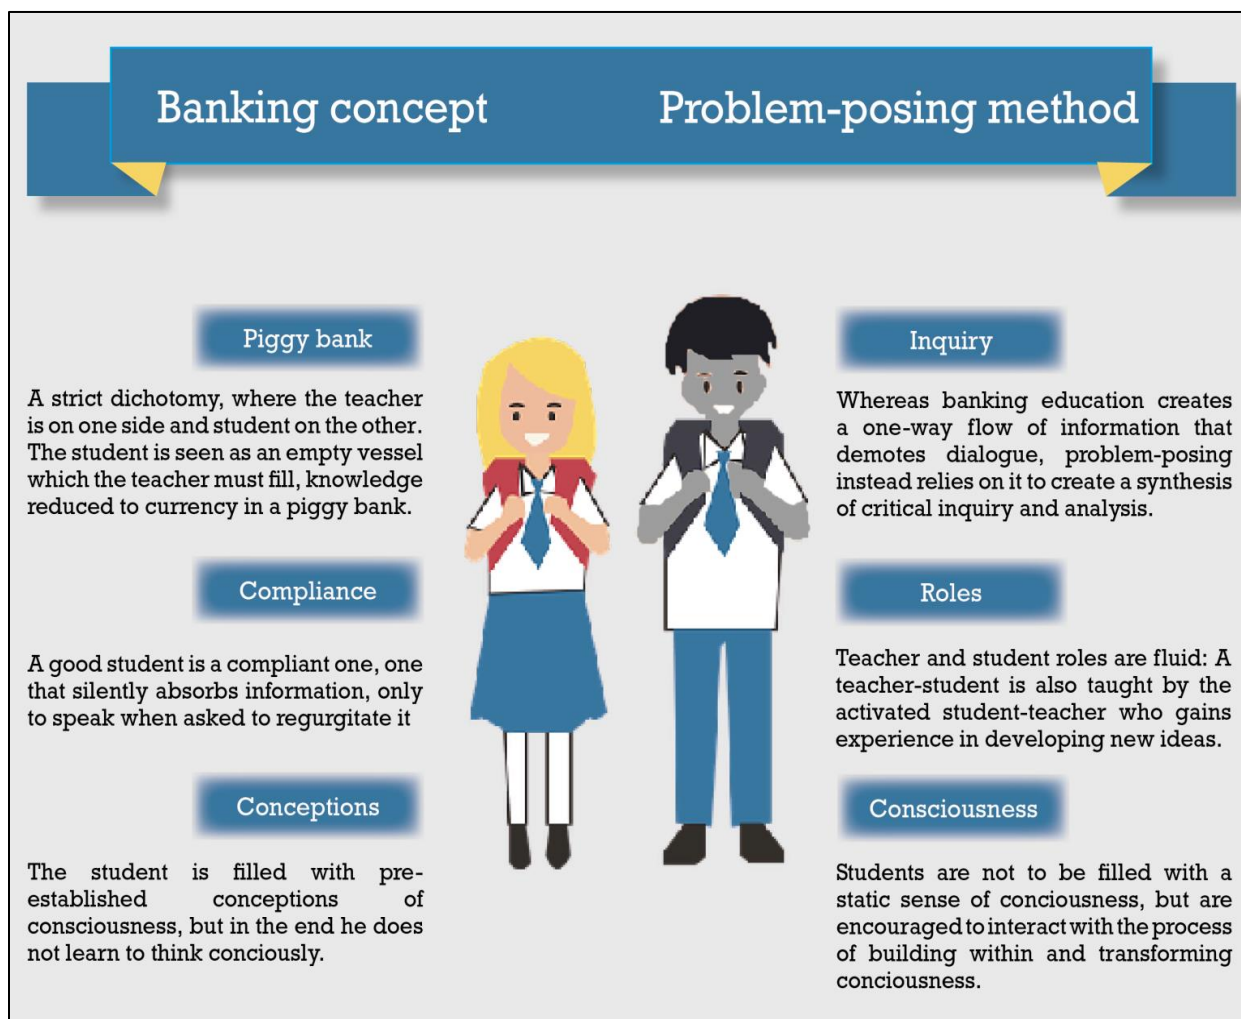 Banking concept
Problem-posing method
Piggy bank
A strict dichotomy, where the teacher
is on one side and student on the other.
The student is seen as an empty vessel
which the teacher must fill, knowledge
reduced to currency in a piggy bank.
Compliance
A good student is a compliant one, one
that silently absorbs information, only
to speak when asked to regurgitate it
Conceptions
The student is filled with pre-
established conceptions of
consciousness, but in the end he does
not learn to think conciously.
Inquiry
Whereas banking education creates
a one-way flow of information that
demotes dialogue, problem-posing
instead relies on it to create a synthesis
of critical inquiry and analysis.
Roles
Teacher and student roles are fluid: A
teacher-student is also taught by the
activated student-teacher who gains
experience in developing new ideas.
Consciousness
Students are not to be filled with a
static sense of conciousness, but are
encouraged to interact with the process
of building within and transforming
conciousness.